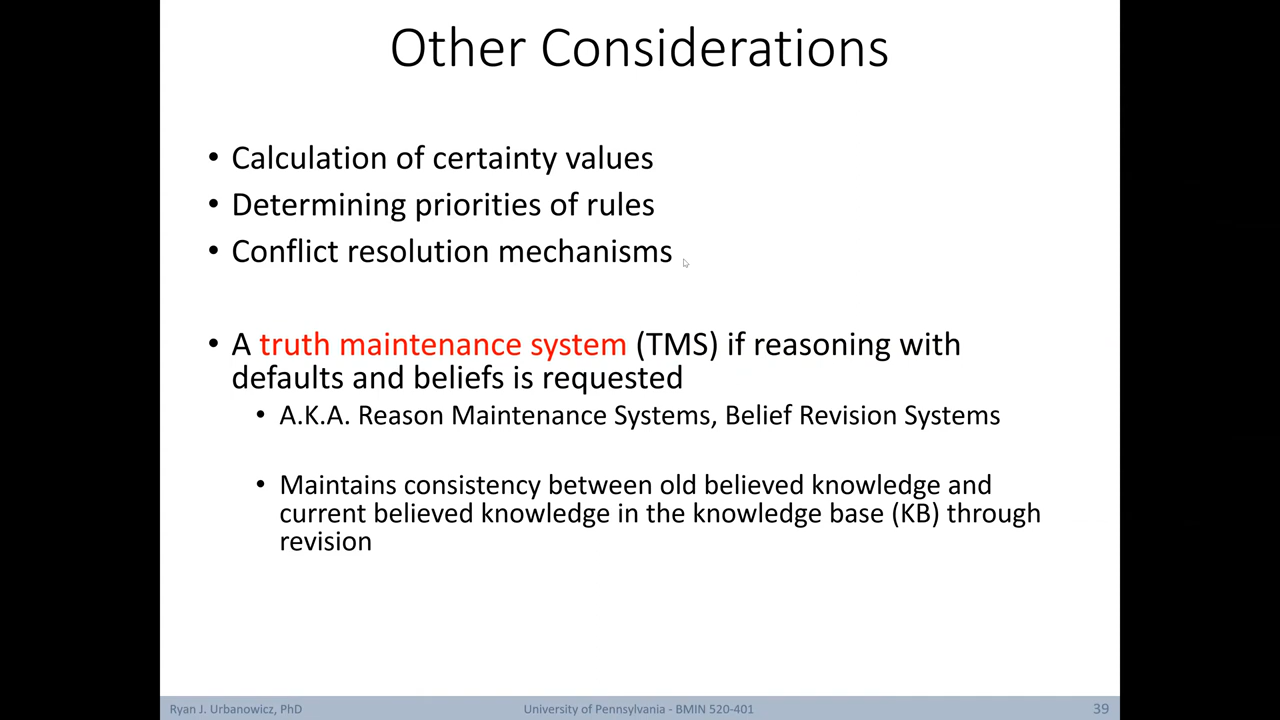 Other Considerations
• Calculation of certainty values
• Determining priorities of rules
• Conflict resolution mechanisms
• A truth maintenance system (TMS) if reasoning with
defaults and beliefs is requested
• A.K.A. Reason Maintenance Systems, Belief Revision Systems
• Maintains consistency between old believed knowledge and
current believed knowledge in the knowledge base (KB) through
revision
Ryan J. Urbanowicz, PhD
University of Pennsylvania - BMIN 520-401
39